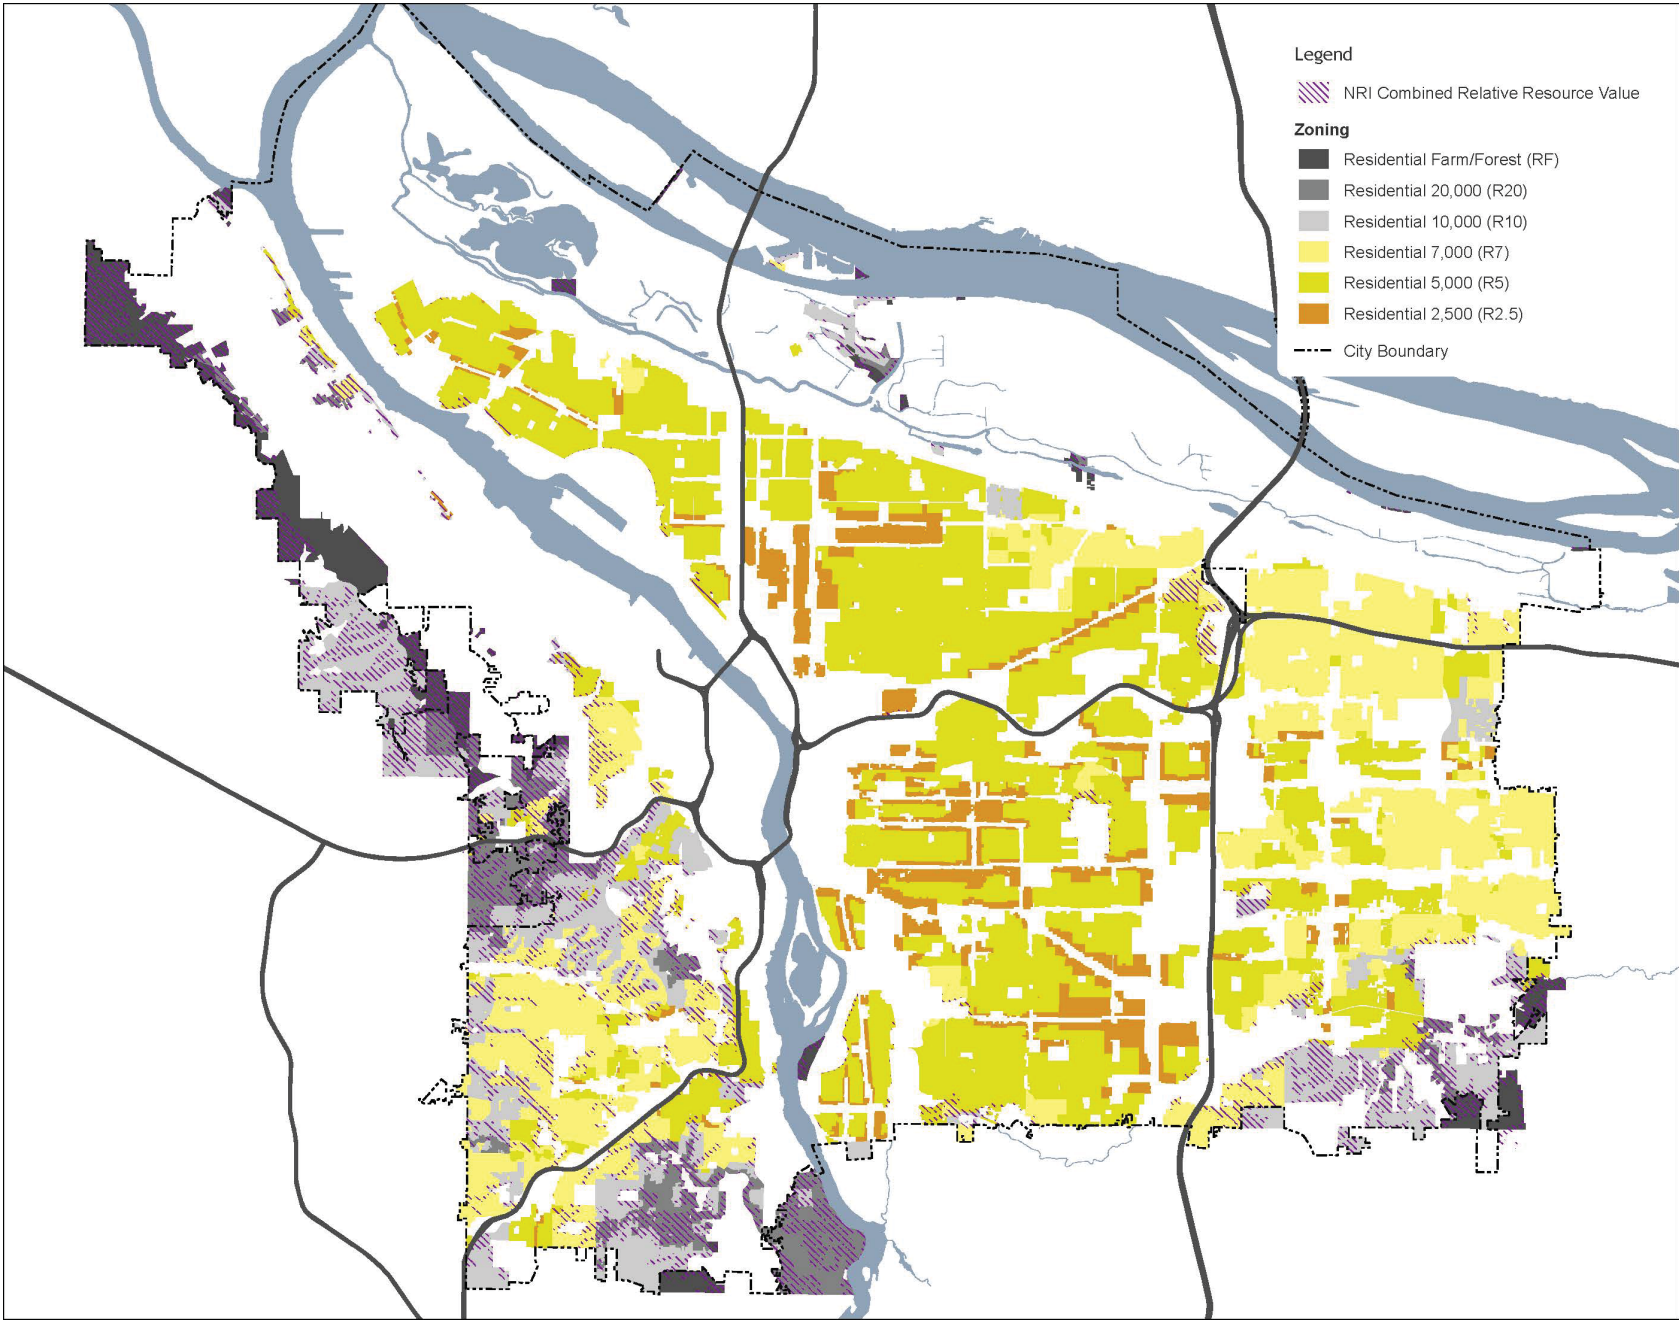 Legend
NRI Combined Relative Resource Value
Zoning
Residential Farm/Forest (RF)
Residential 20,000 (R20)
Residential 10,000 (R10)
Residential 7,000 (R7)
Residential 5,000 (R5)
Residential 2,500 (R2.5)
City Boundary